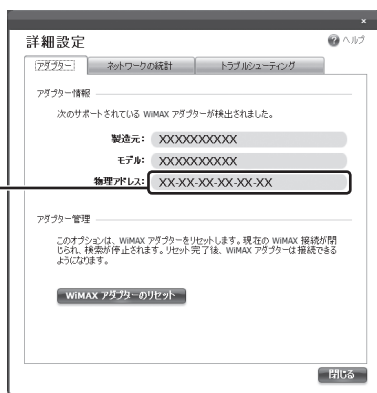 ×
詳細設定
? ヘルプ
アダプター ネットワークの統計 トラブルシューティング
アダプター情報
次のサポートされている WiMAX アダプターが検出されました。
製造元: XXXXXXXXXX
モデル: XXXXXXXXXX
物理アドレス: XX-XX-XX-XX-XX-XX
アダプター管理
このオプションは、WiMAX アダプターをリセットします。現在の WiMAX 接続が閉
じられ、検索が停止されます。リセット完了後、WiMAX アダプターは接続できる
ようになります。
WiMAX アダプターのリセット
閉じる